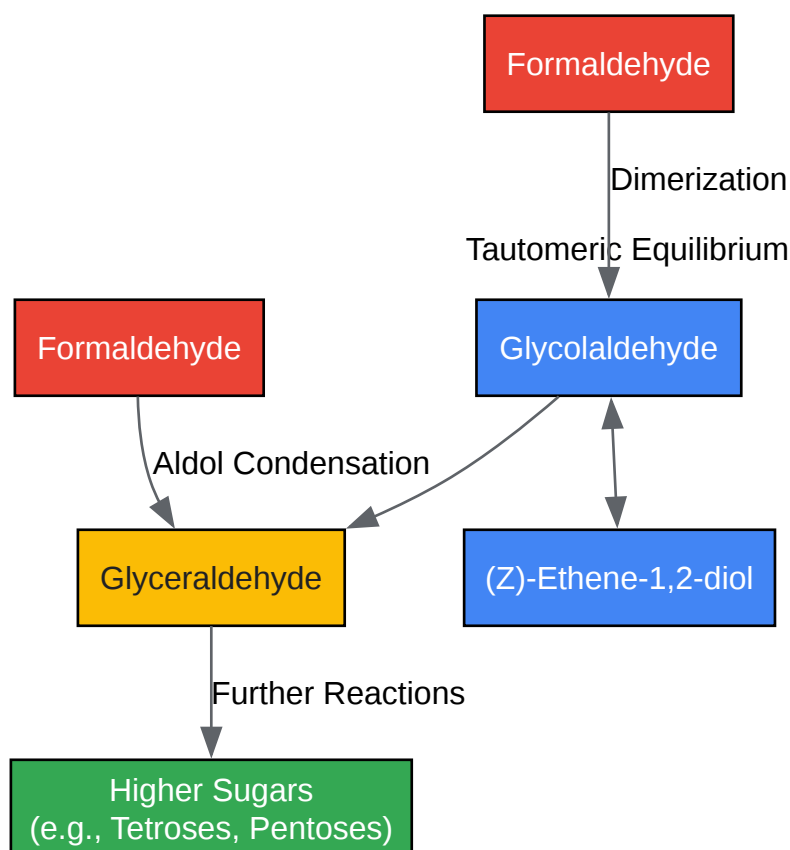 Formaldehyde
Dimerization
Tautomeric Equilibrium
Formaldehyde
Glycolaldehyde
Aldol Condensation
Glyceraldehyde
(Z)-Ethene-1,2-diol
Further Reactions
Higher Sugars
(e.g., Tetroses, Pentoses)